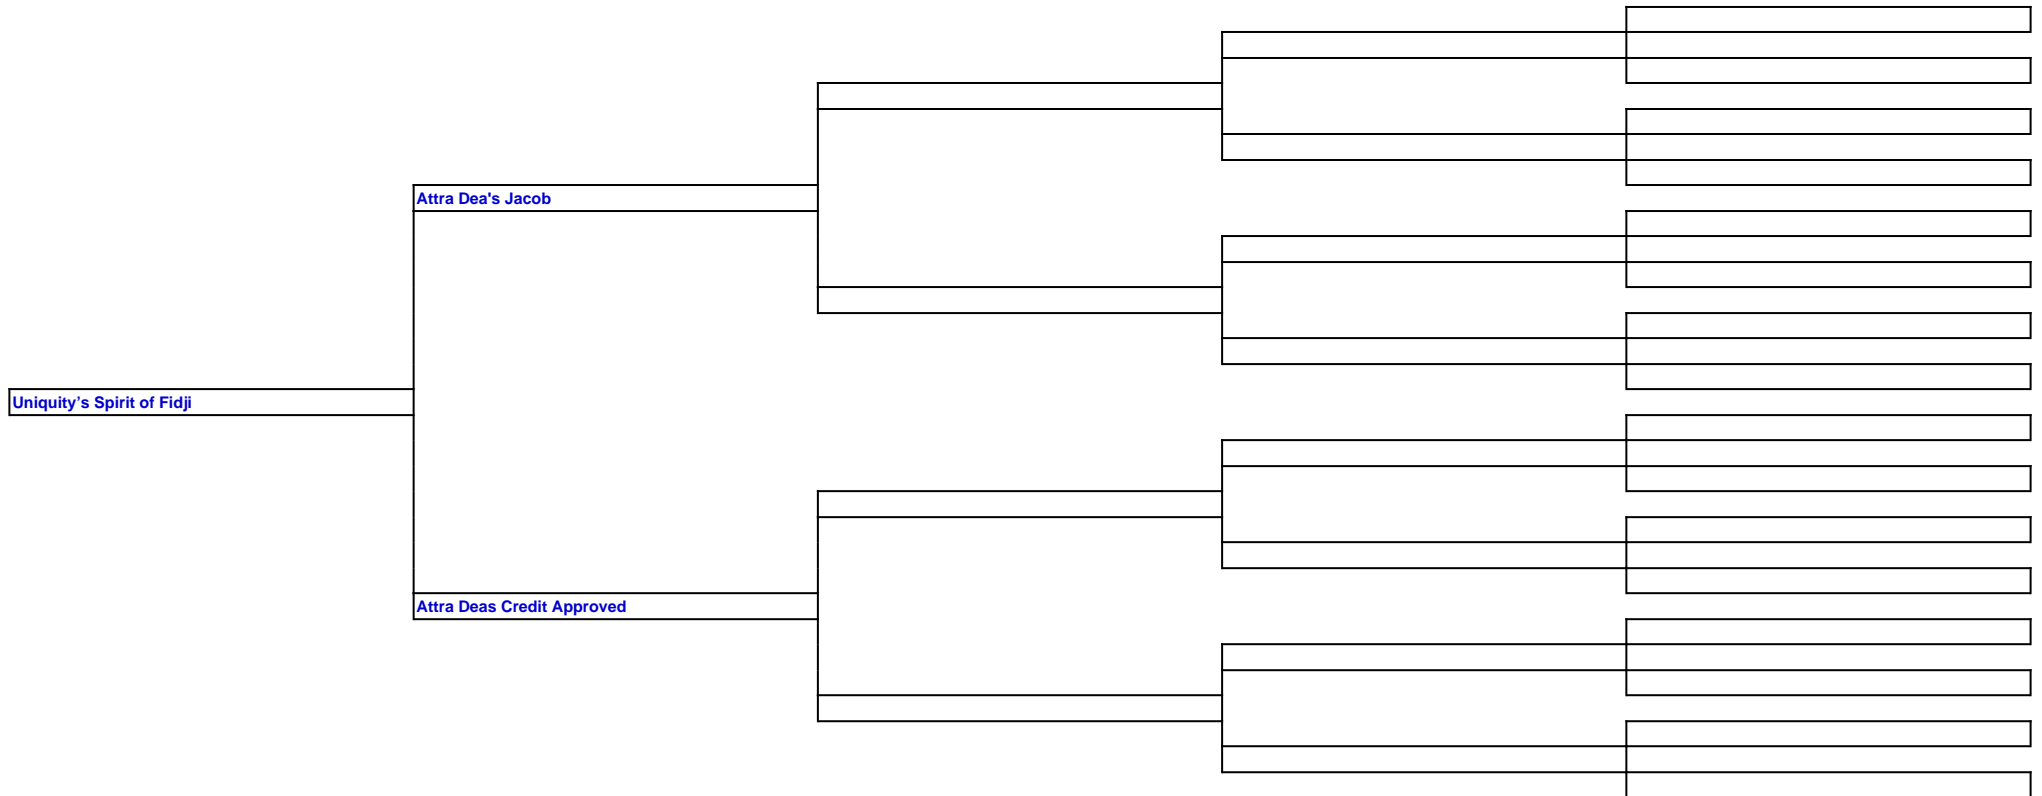 Attra Dea's Jacob
Uniquity’s Spirit of Fidji
Attra Deas Credit Approved